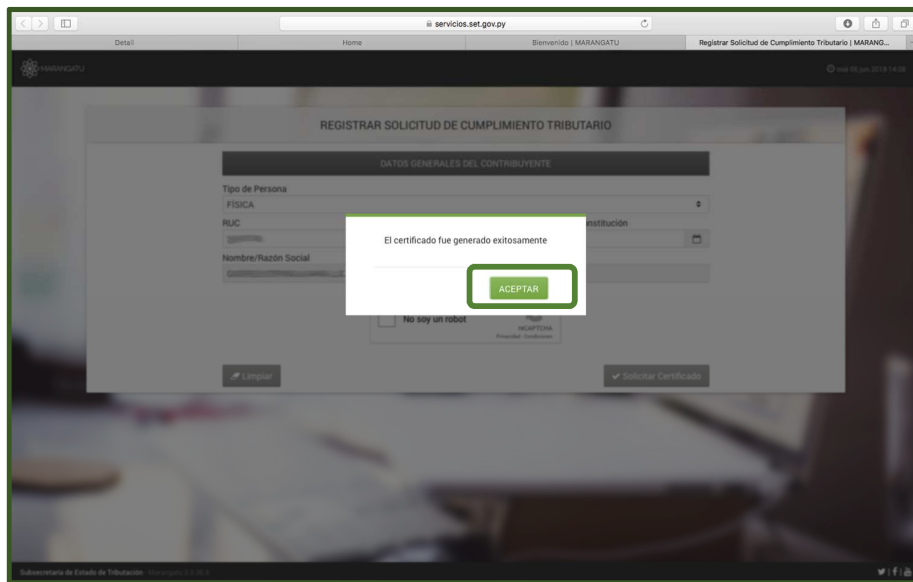 servicios.set.gov.py
Detail
Home
Bienvenido | MARANGATU
Registrar Solicitud de Cumplimiento Tributario | MARANG...
MARANGATU
REGISTRAR SOLICITUD DE CUMPLIMIENTO TRIBUTARIO
DATOS GENERALES DEL CONTRIBUYENTE
Tipo de Persona
FÍSICA
RUC
nstitución
Nombre/Razón Social
El certificado fue generado exitosamente
ACEPTAR
No soy un robot
reCAPTCHA
Privacidad - Condiciones
Limpiar
Solicitar Certificado
Subsecretaría de Estado de Tributación